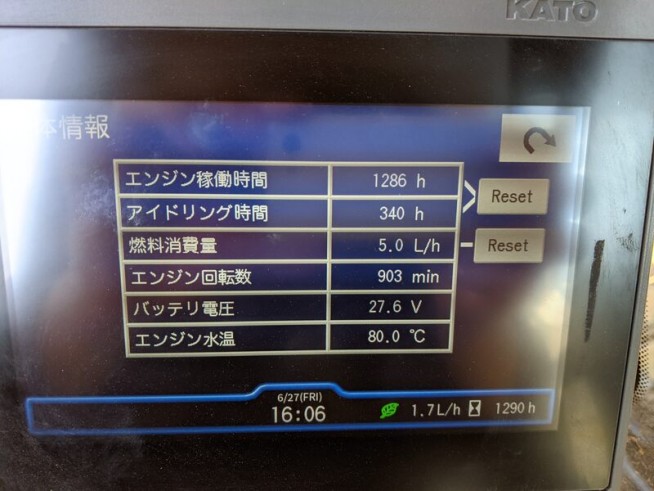 KATO
本情報
エンジン稼働時間 1286 h
アイドリング時間 340 h
Reset
燃料消費量 5.0 L/h
Reset
エンジン回転数 903 min
バッテリ電圧 27.6 V
エンジン水温 80.0 ℃
6/27(FRI)
16:06
1.7L/h
1290h